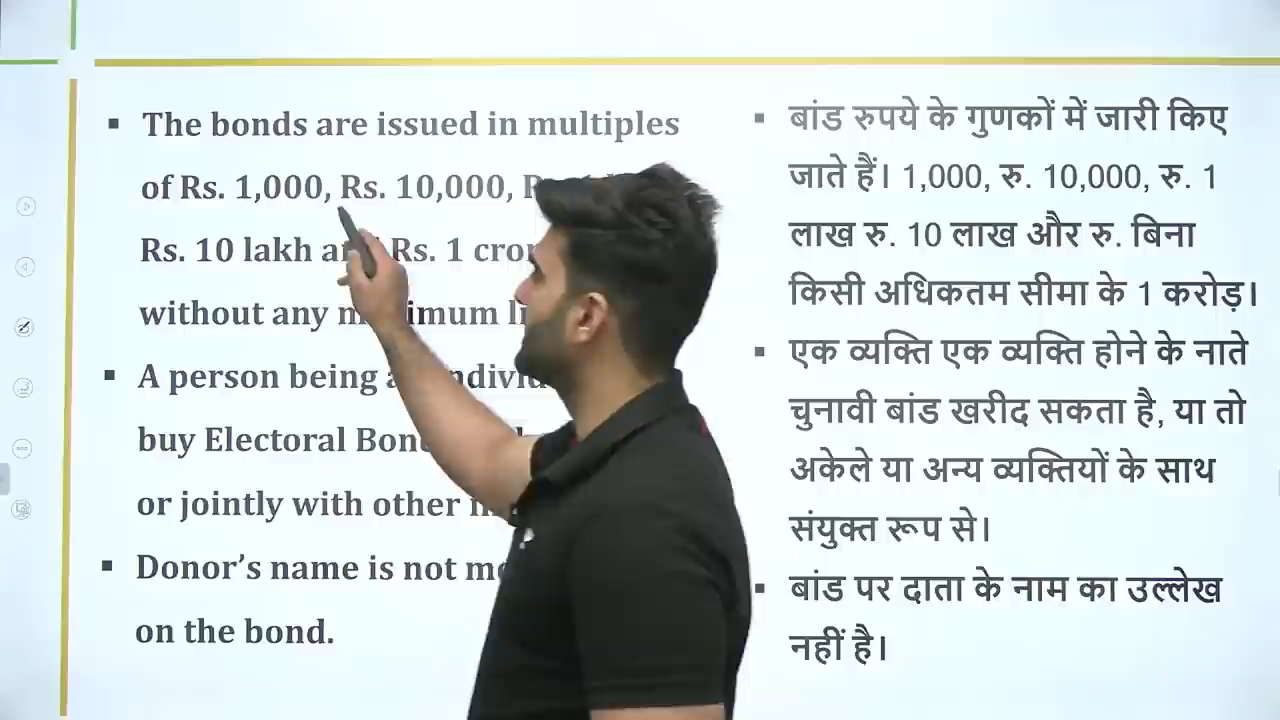 The bonds are issued in multiples
of Rs. 1,000, Rs. 10,000,
Rs. 10 lakh Rs. 1
without any
A person being
buy Electoral
or jointly with other
Donor's name is not
on the bond.
बांड रुपये के गुणकों में जारी किए
जाते हैं। 1,000, रु. 10,000, रु. 1
लाख रु. 10 लाख और रु. बिना
किसी अधिकतम सीमा के 1 करोड़।
एक व्यक्ति एक व्यक्ति होने के नाते
चुनावी बांड खरीद सकता है, या तो
अकेले या अन्य व्यक्तियों के साथ
संयुक्त रूप से।
बांड पर दाता के नाम का उल्लेख
नहीं है।